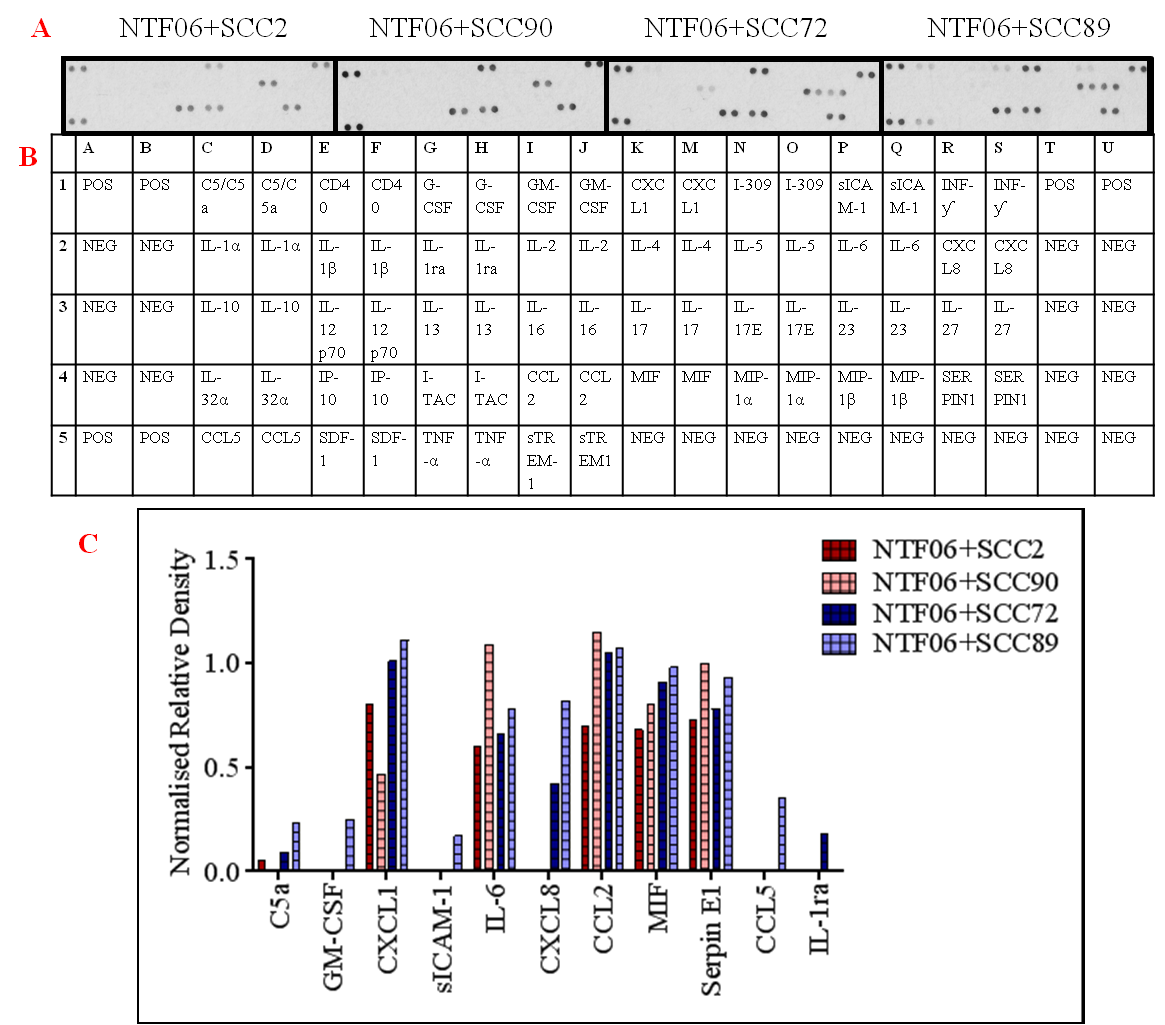 A NTF06+SCC2 NTF06+SCC90 NTF06+SCC72 NTF06+SCC89
B A B C D E F G H I J K M N O P Q R S T U
1 POS POS C5/C5a C5/C5a CD40 CD40 G-CSF G-CSF GM-CSF GM-CSF CXCL1 CXCL1 I-309 I-309 sICAM-1 sICAM-1 INF-ƴ INF-ƴ POS POS
2 NEG NEG IL-1α IL-1α IL-1β IL-1β IL-1ra IL-1ra IL-2 IL-2 IL-4 IL-4 IL-5 IL-5 IL-6 IL-6 CXCL8 CXCL8 NEG NEG
3 NEG NEG IL-10 IL-10 IL-12 p70 IL-12 p70 IL-13 IL-13 IL-16 IL-16 IL-17 IL-17 IL-17E IL-17E IL-23 IL-23 IL-27 IL-27 NEG NEG
4 NEG NEG IL-32α IL-32α IP-10 IP-10 I-TAC I-TAC CCL2 CCL2 MIF MIF MIP-1α MIP-1α MIP-1β MIP-1β SERPIN1 SERPIN1 NEG NEG
5 POS POS CCL5 CCL5 SDF-1 SDF-1 TNF-α TNF-α sTREM-1 sTREM1 NEG NEG NEG NEG NEG NEG NEG NEG NEG NEG
C
Normalised Relative Density
1.5
1.0
0.5
0.0
C5a
GM-CSF
CXCL1
sICAM-1
IL-6
CXCL8
CCL2
MIF
Serpin E1
CCL5
IL-1ra
NTF06+SCC2
NTF06+SCC90
NTF06+SCC72
NTF06+SCC89